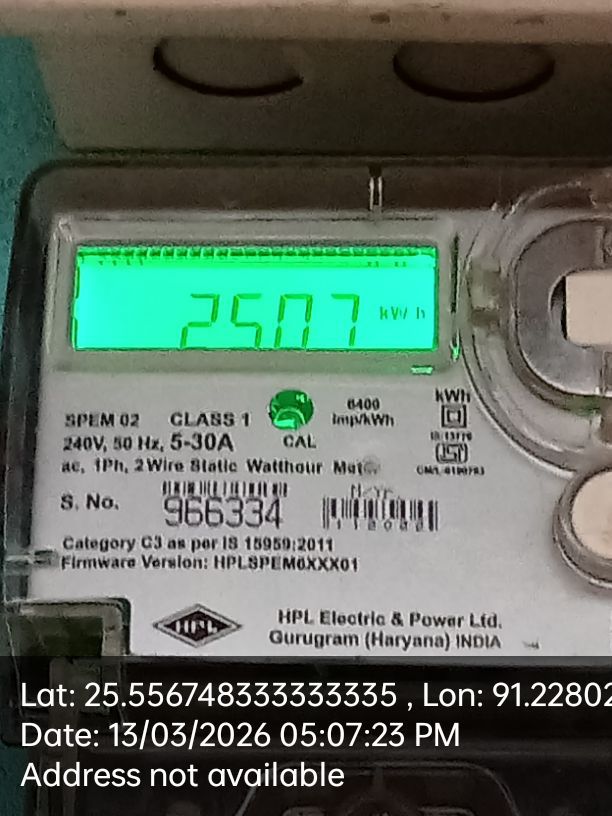 2507 kWh
SPEM 02 CLASS 1 6400 imp/kWh kWh
240V, 50 Hz, 5-30A CAL
ac, 1Ph, 2Wire Static Watthour
S. No. 966334
Category C3 as per IS 15959:2011
Firmware Version: HPLSPEM6XXX01
HPL HPL Electric & Power Ltd.
Gurugram (Haryana) INDIA
Lat: 25.556748333333335 , Lon: 91.22802
Date: 13/03/2026 05:07:23 PM
Address not available